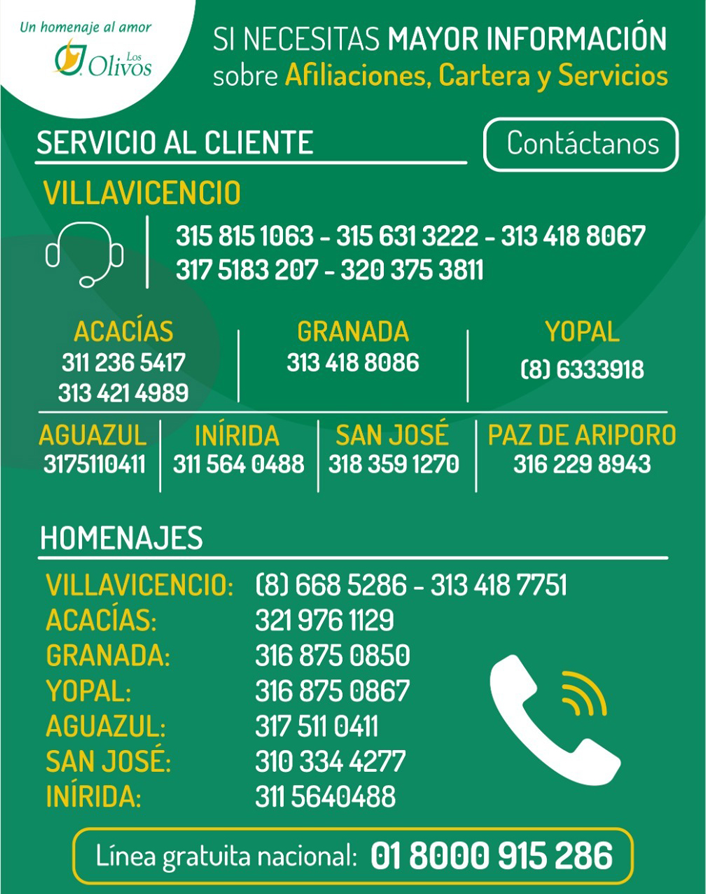 Un homenaje al amor
Los
Olivos
SI NECESITAS MAYOR INFORMACIÓN
sobre Afiliaciones, Cartera y Servicios
SERVICIO AL CLIENTE
Contáctanos
VILLAVICENCIO
315 815 1063 - 315 631 3222 - 313 418 8067
317 5183 207 - 320 375 3811
ACACÍAS
311 236 5417
313 421 4989
GRANADA
313 418 8086
YOPAL
(8) 6333918
AGUAZUL
3175110411
INÍRIDA
311 564 0488
SAN JOSÉ
318 359 1270
PAZ DE ARIPORO
316 229 8943
HOMENAJES
VILLAVICENCIO: (8) 668 5286 - 313 418 7751
ACACÍAS: 321 976 1129
GRANADA: 316 875 0850
YOPAL: 316 875 0867
AGUAZUL: 317 511 0411
SAN JOSÉ: 310 334 4277
INÍRIDA: 311 5640488
Línea gratuita nacional: 01 8000 915 286